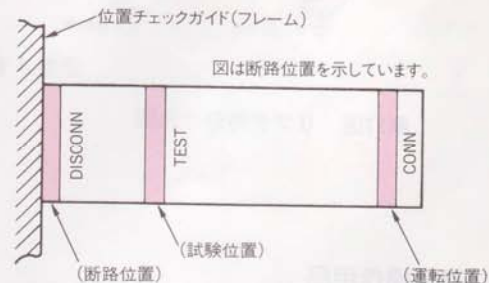 位置チェックガイド(フレーム)
図は断路位置を示しています。
DISCONN
TEST
CONN
(試験位置)
(断路位置)
(運転位置)